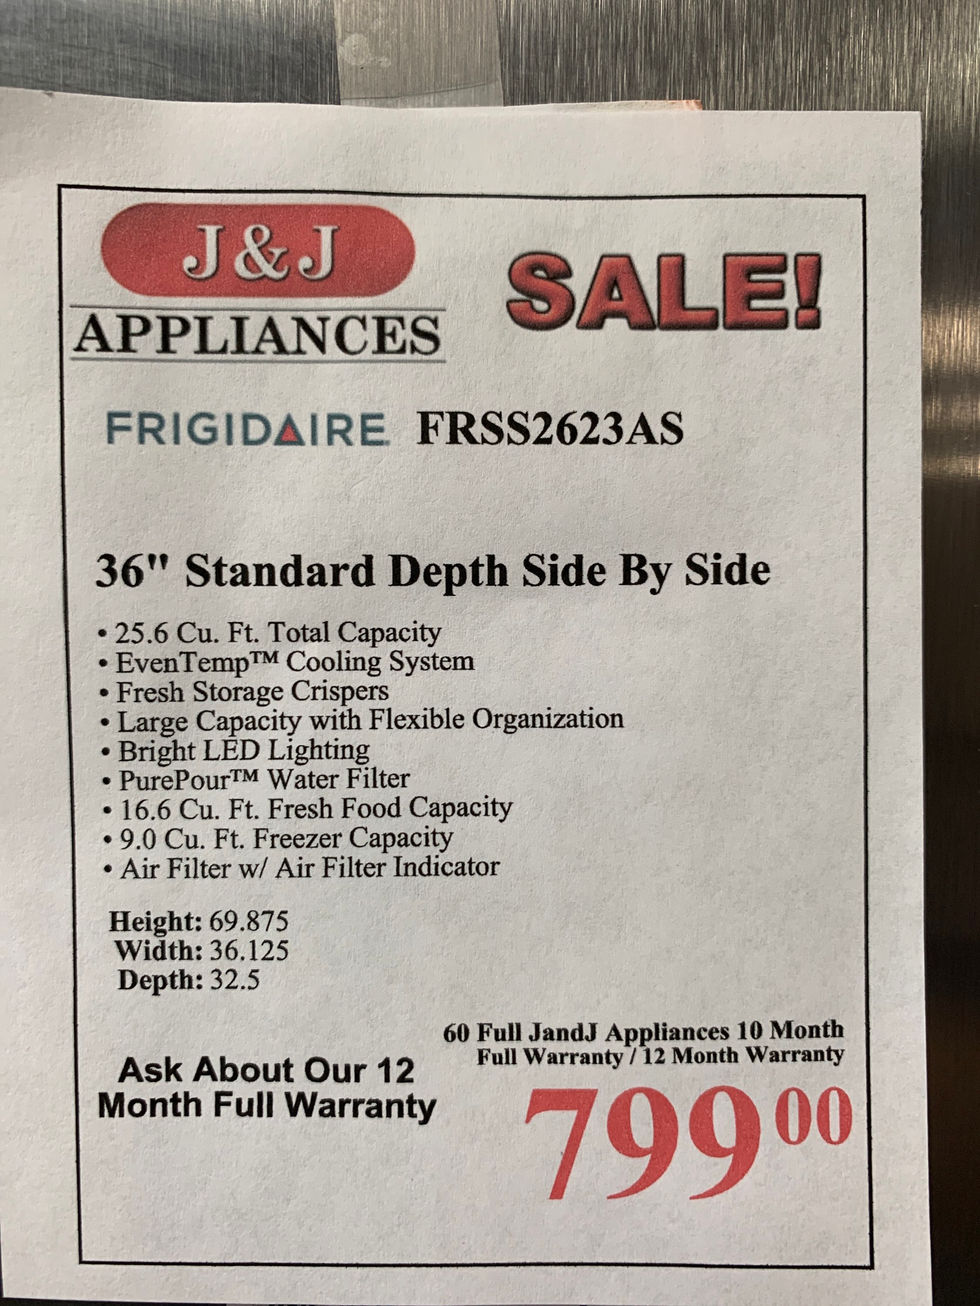 J&J
APPLIANCES
SALE!
FRIGIDAIRE FRSS2623AS
36" Standard Depth Side By Side
• 25.6 Cu. Ft. Total Capacity
• EvenTemp™ Cooling System
• Fresh Storage Crispers
• Large Capacity with Flexible Organization
• Bright LED Lighting
• PurePour™ Water Filter
• 16.6 Cu. Ft. Fresh Food Capacity
• 9.0 Cu. Ft. Freezer Capacity
• Air Filter w/ Air Filter Indicator
Height: 69.875
Width: 36.125
Depth: 32.5
60 Full JandJ Appliances 10 Month
Full Warranty / 12 Month Warranty
Ask About Our 12
Month Full Warranty
799 00